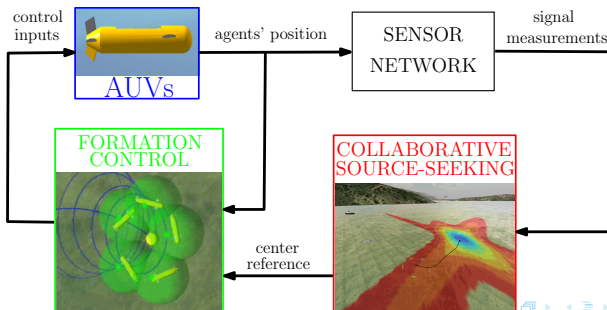 control
inputs
AUVs
agents' position
SENSOR
NETWORK
signal
measurements
FORMATION
CONTROL
center
reference
COLLABORATIVE
SOURCE-SEEKING